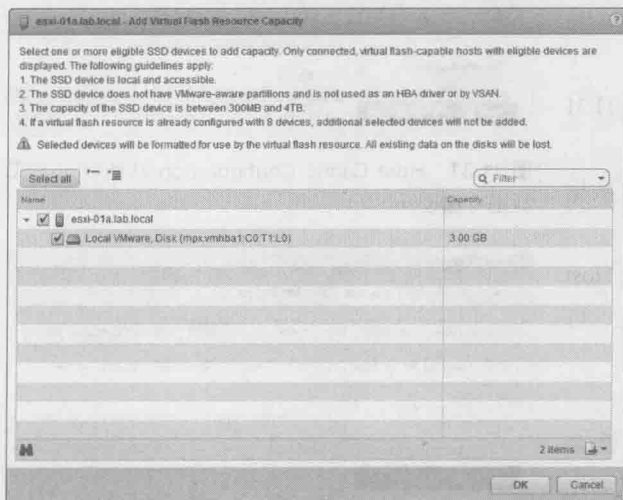 esxi-01a.lab.local - Add Virtual Flash Resource Capacity
?
Select one or more eligible SSD devices to add capacity. Only connected, virtual flash-capable hosts with eligible devices are
displayed. The following guidelines apply:
1. The SSD device is local and accessible.
2. The SSD device does not have VMware-aware partitions and is not used as an HBA driver or by VSAN.
3. The capacity of the SSD device is between 300MB and 4TB.
4. If a virtual flash resource is already configured with 8 devices, additional selected devices will not be added.
Selected devices will be formatted for use by the virtual flash resource. All existing data on the disks will be lost.
Select all
Filter
Name
Capacity
esxi-01a.lab.local
Local VMware, Disk (mpx.vmhba1:C0:T1:L0)
3.00 GB
2 items
OK
Cancel